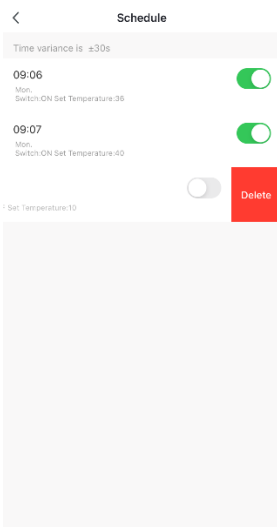 Schedule
Time variance is ±30s
09:06
Mon.
Switch:ON Set Temperature:36
09:07
Mon.
Switch:ON Set Temperature:40
Delete
Set Temperature:10